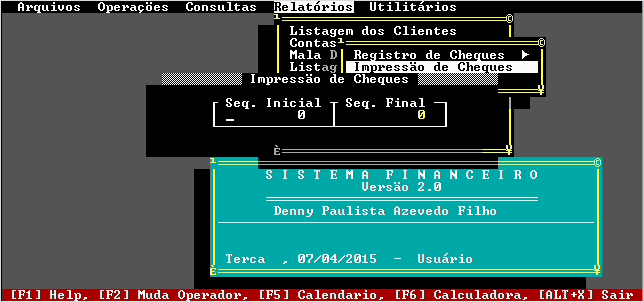 Arquivos Operações Consultas Relatórios Utilitários
Listagem dos Clientes
Contas
Mala D
Listag
Registro de Cheques
Impressão de Cheques
Impressão de Cheques
Seq. Inicial Seq. Final
0 0
S I S T E M A F I N A N C E I R O
Versão 2.0
Denny Paulista Azevedo Filho
Terca , 07/04/2015 - Usuário
[F1] Help, [F2] Muda Operador, [F5] Calendario, [F6] Calculadora, [ALT+X] Sair